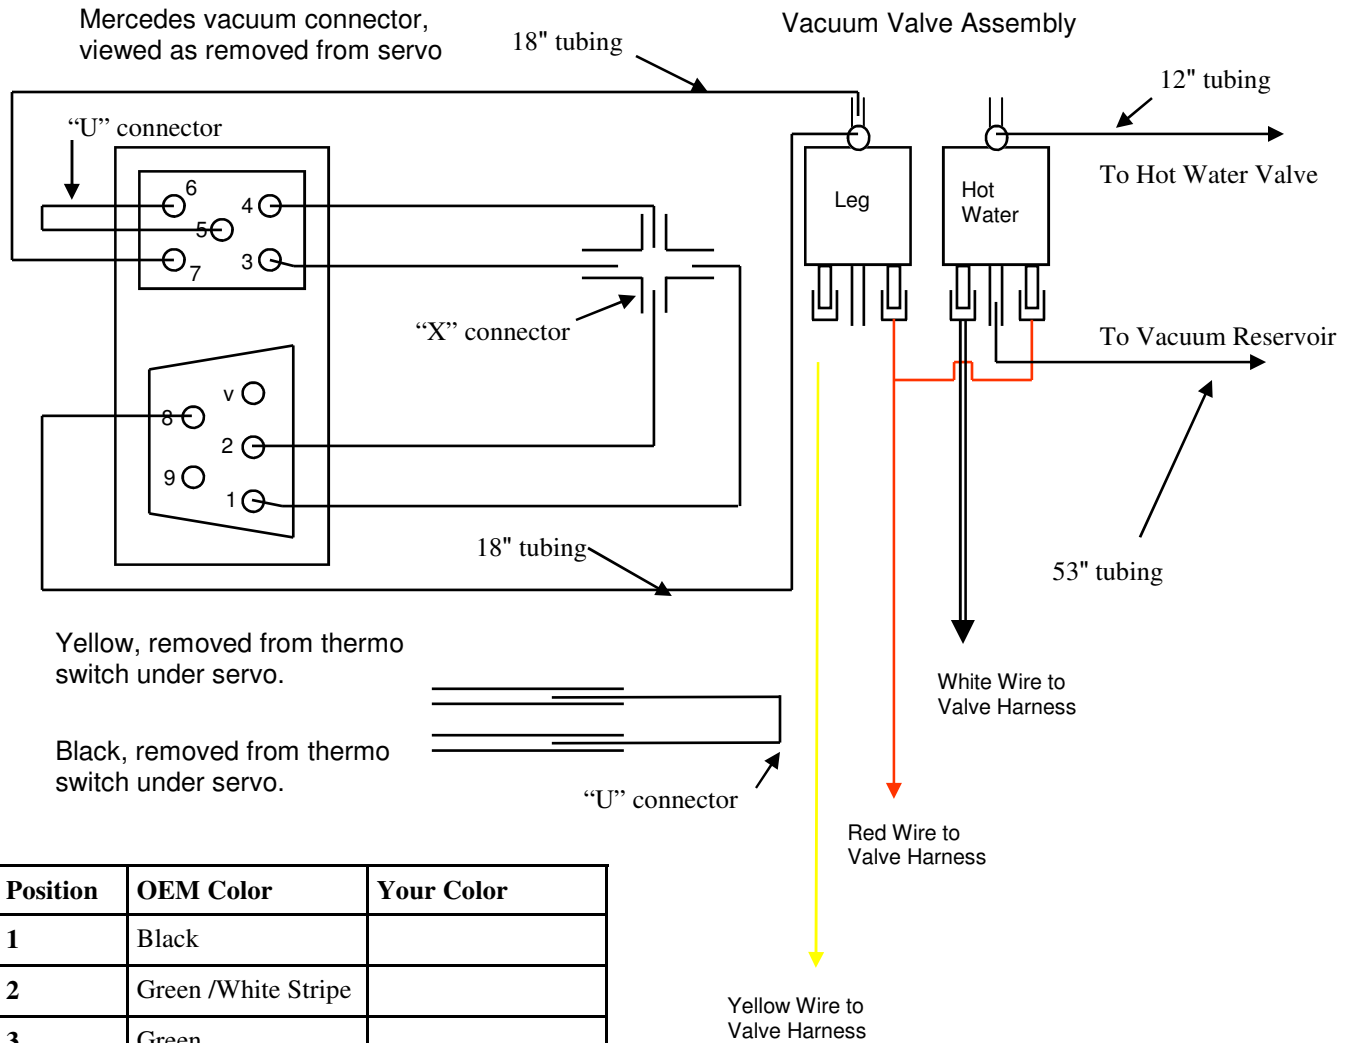 Mercedes vacuum connector,
viewed as removed from servo
18" tubing
Vacuum Valve Assembly
12" tubing
“U” connector
To Hot Water Valve
6
4
5
3
7
Leg
Hot
Water
“X” connector
To Vacuum Reservoir
v
8
2
9
1
18" tubing
53" tubing
Yellow, removed from thermo
switch under servo.
White Wire to
Valve Harness
Black, removed from thermo
switch under servo.
“U” connector
Red Wire to
Valve Harness
Position OEM Color Your Color
1 Black
2 Green /White Stripe
3 Green
Yellow Wire to
Valve Harness